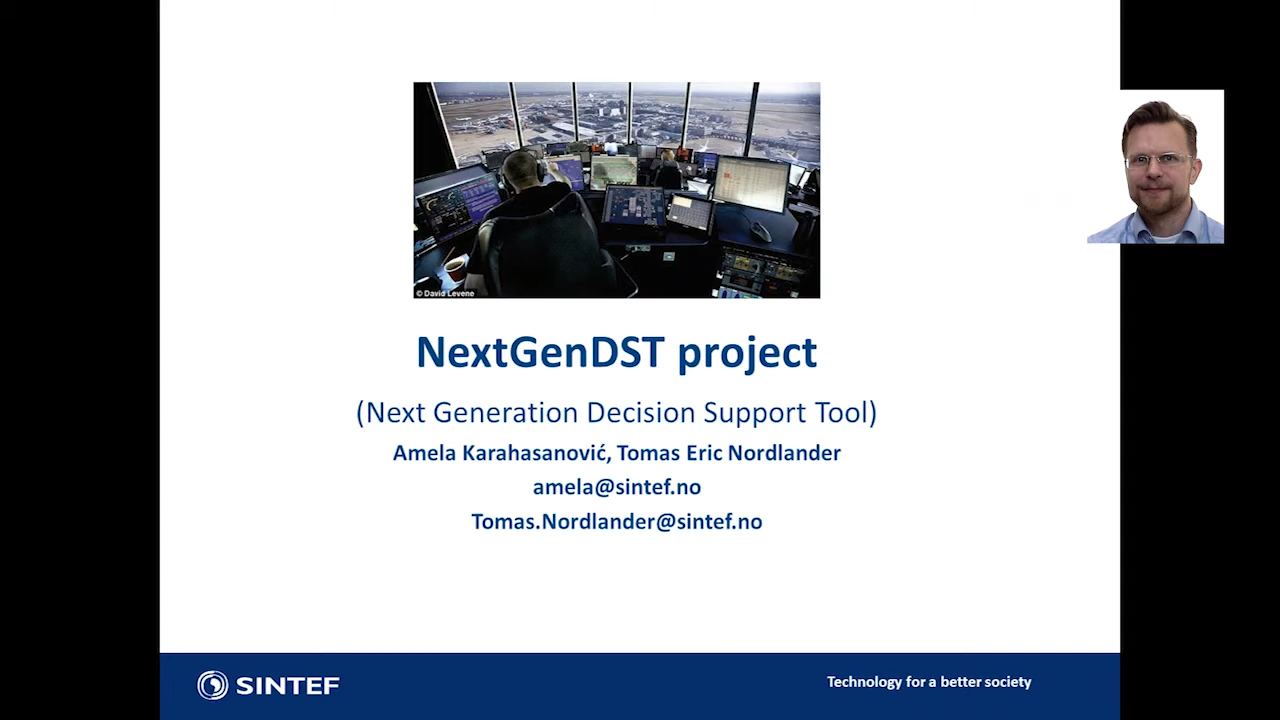 © David Levene
NextGenDST project
(Next Generation Decision Support Tool)
Amela Karahasanović, Tomas Eric Nordlander
amela@sintef.no
Tomas.Nordlander@sintef.no
SINTEF
Technology for a better society